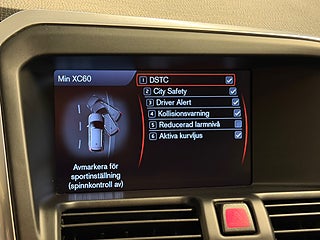 Min XC60
1 DSTC
2 City Safety
3 Driver Alert
4 Kollisionsvarning
5 Reducerad larmnivå
6 Aktiva kurvljus
Avmarkera för
sportinställning
(spinnkontroll av)